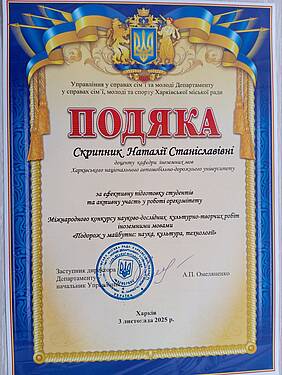 Управління у справах сім'ї та молоді Департаменту
у справах сім'ї, молоді та спорту Харківської міської ради
ПОДЯКА
Скрипник Наталії Станіславівні
доценту кафедри іноземних мов
Харківського національного автомобільно-дорожнього університету
за ефективну підготовку студентів
та активну участь у роботі оргкомітету
Міжнародного конкурсу науково-дослідних культурно-творчих робіт
іноземними мовами
«Подорож у майбутнє: наука, культура, технології»
Заступник директора
Департаменту
начальник Управління
А.П. Омеляненко
Харків
3 листопада 2025 р.